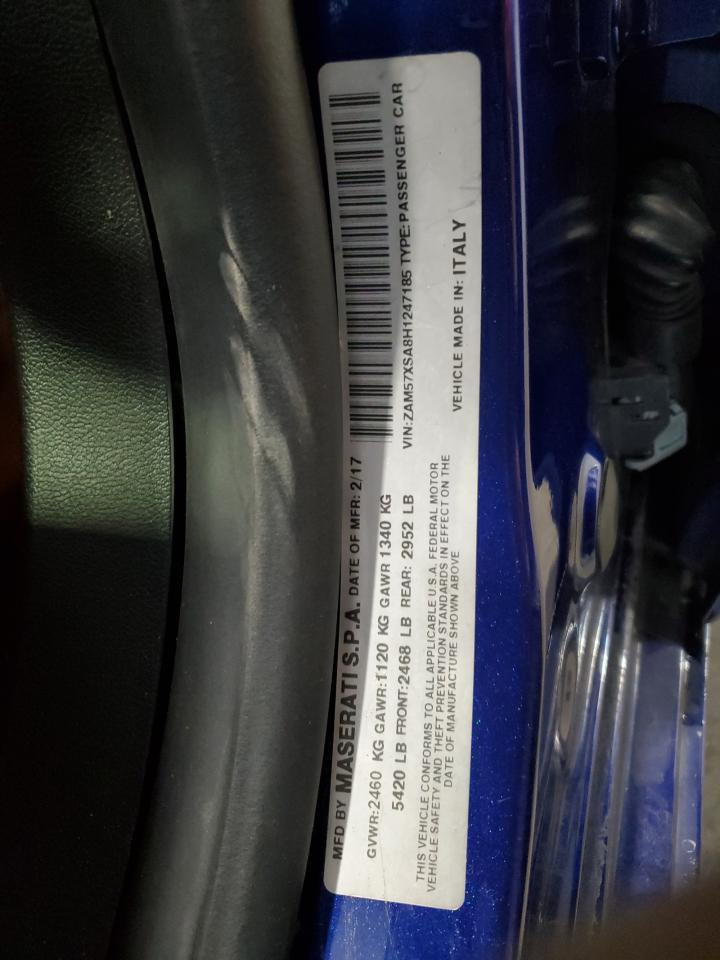 MFD BY MASERATI S.P.A. DATE OF MFR: 2/17
GVWR:2460 KG GAWR:1120 KG GAWR 1340 KG
5420 LB FRONT:2468 LB REAR: 2952 LB
THIS VEHICLE CONFORMS TO ALL APPLICABLE U.S.A. FEDERAL MOTOR
VEHICLE SAFETY AND THEFT PREVENTION STANDARDS IN EFFECT ON THE
DATE OF MANUFACTURE SHOWN ABOVE
VIN:ZAM57XSA8H1247185 TYPE:PASSENGER CAR
VEHICLE MADE IN: ITALY